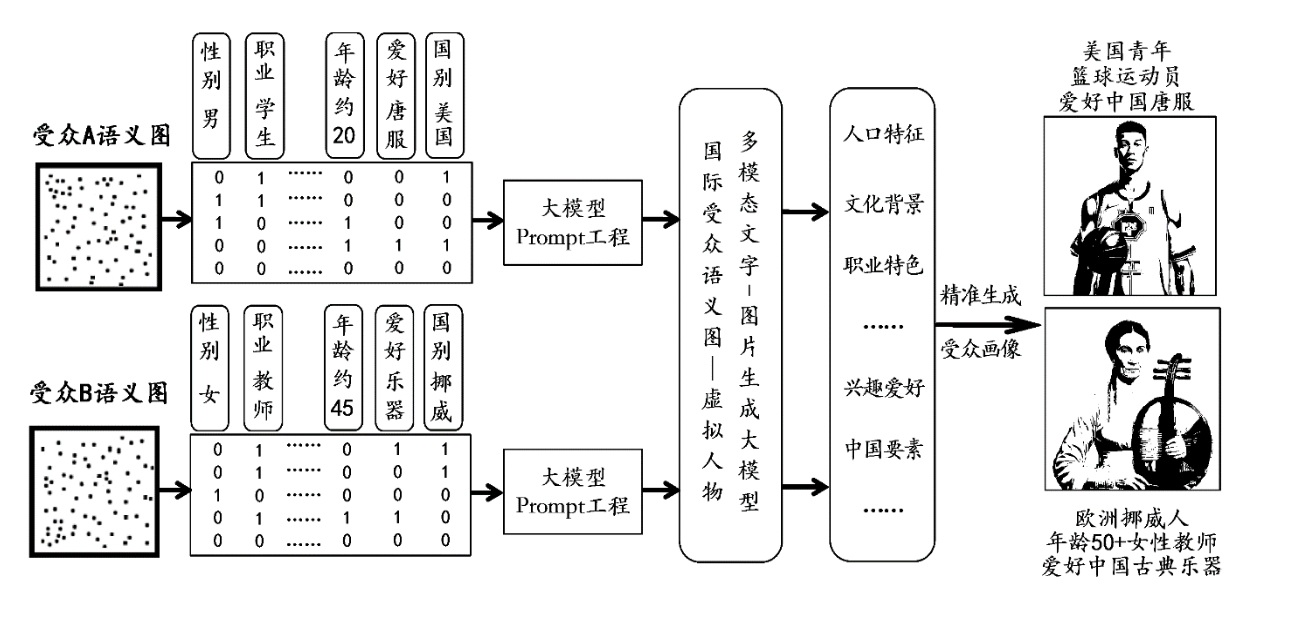 受众A语义图
性别 男
职业 学生
年龄约20
爱好唐服
国别 美国
0 1 …… 0 0 1
1 1 …… 0 0 0
1 0 …… 1 0 0
0 0 …… 1 1 1
0 0 …… 0 0 0
大模型
Prompt工程
受众B语义图
性别 女
职业 教师
年龄约45
爱好乐器
国别挪威
0 1 …… 0 1 1
0 1 …… 0 0 1
1 0 …… 0 0 0
0 1 …… 1 1 0
0 0 …… 0 0 0
大模型
Prompt工程
多模态文字-图片生成大模型
国际受众语义图—虚拟人物
人口特征
文化背景
职业特色
……
兴趣爱好
中国要素
……
精准生成
受众画像
美国青年
篮球运动员
爱好中国唐服
欧洲挪威人
年龄50+女性教师
爱好中国古典乐器